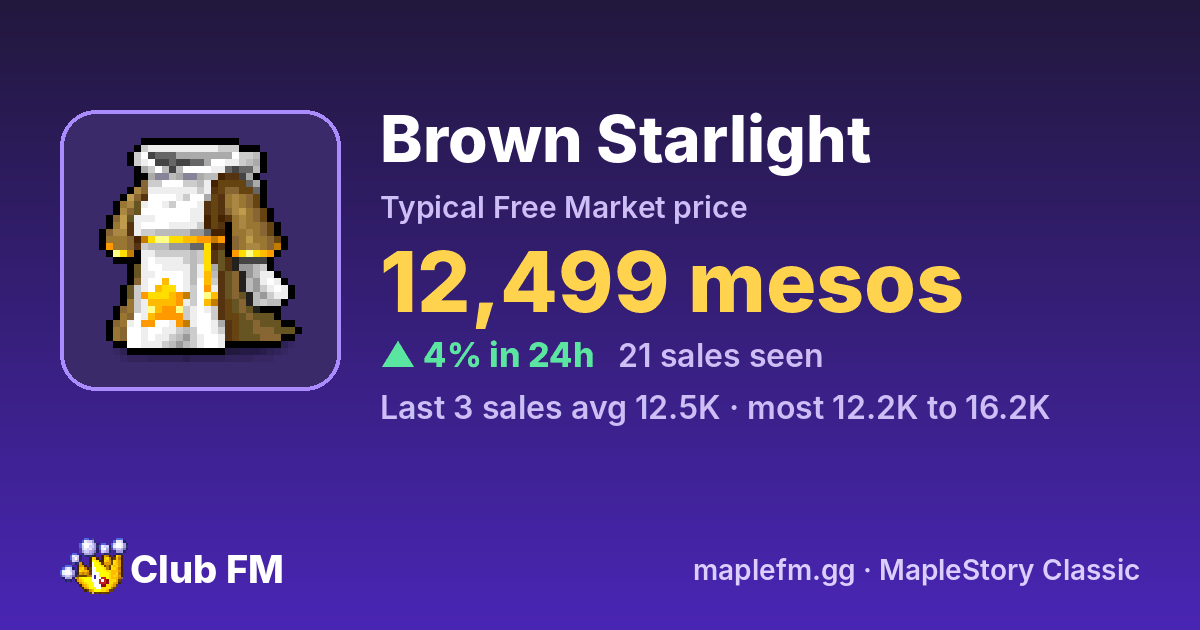 Brown Starlight
Typical Free Market price
12,499 mesos
▲ 4% in 24h 21 sales seen
Last 3 sales avg 12.5K · most 12.2K to 16.2K
Club FM
maplefm.gg · MapleStory Classic